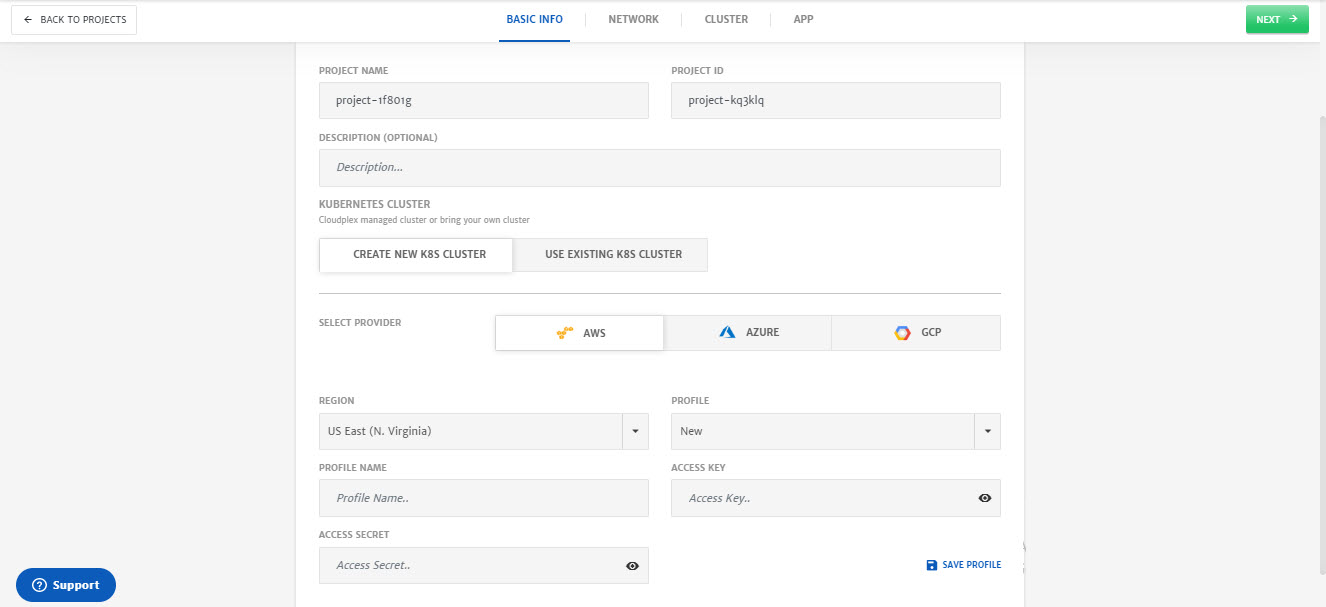 BACK TO PROJECTS
BASIC INFO
NETWORK
CLUSTER
APP
NEXT
PROJECT NAME
PROJECT ID
project-1f801g
project-kq3klq
DESCRIPTION (OPTIONAL)
Description...
KUBERNETES CLUSTER
Cloudplex managed cluster or bring your own cluster
CREATE NEW K8S CLUSTER
USE EXISTING K8S CLUSTER
SELECT PROVIDER
AWS
AZURE
GCP
REGION
PROFILE
US East (N. Virginia)
New
PROFILE NAME
ACCESS KEY
Profile Name..
Access Key..
ACCESS SECRET
Access Secret..
SAVE PROFILE
Support